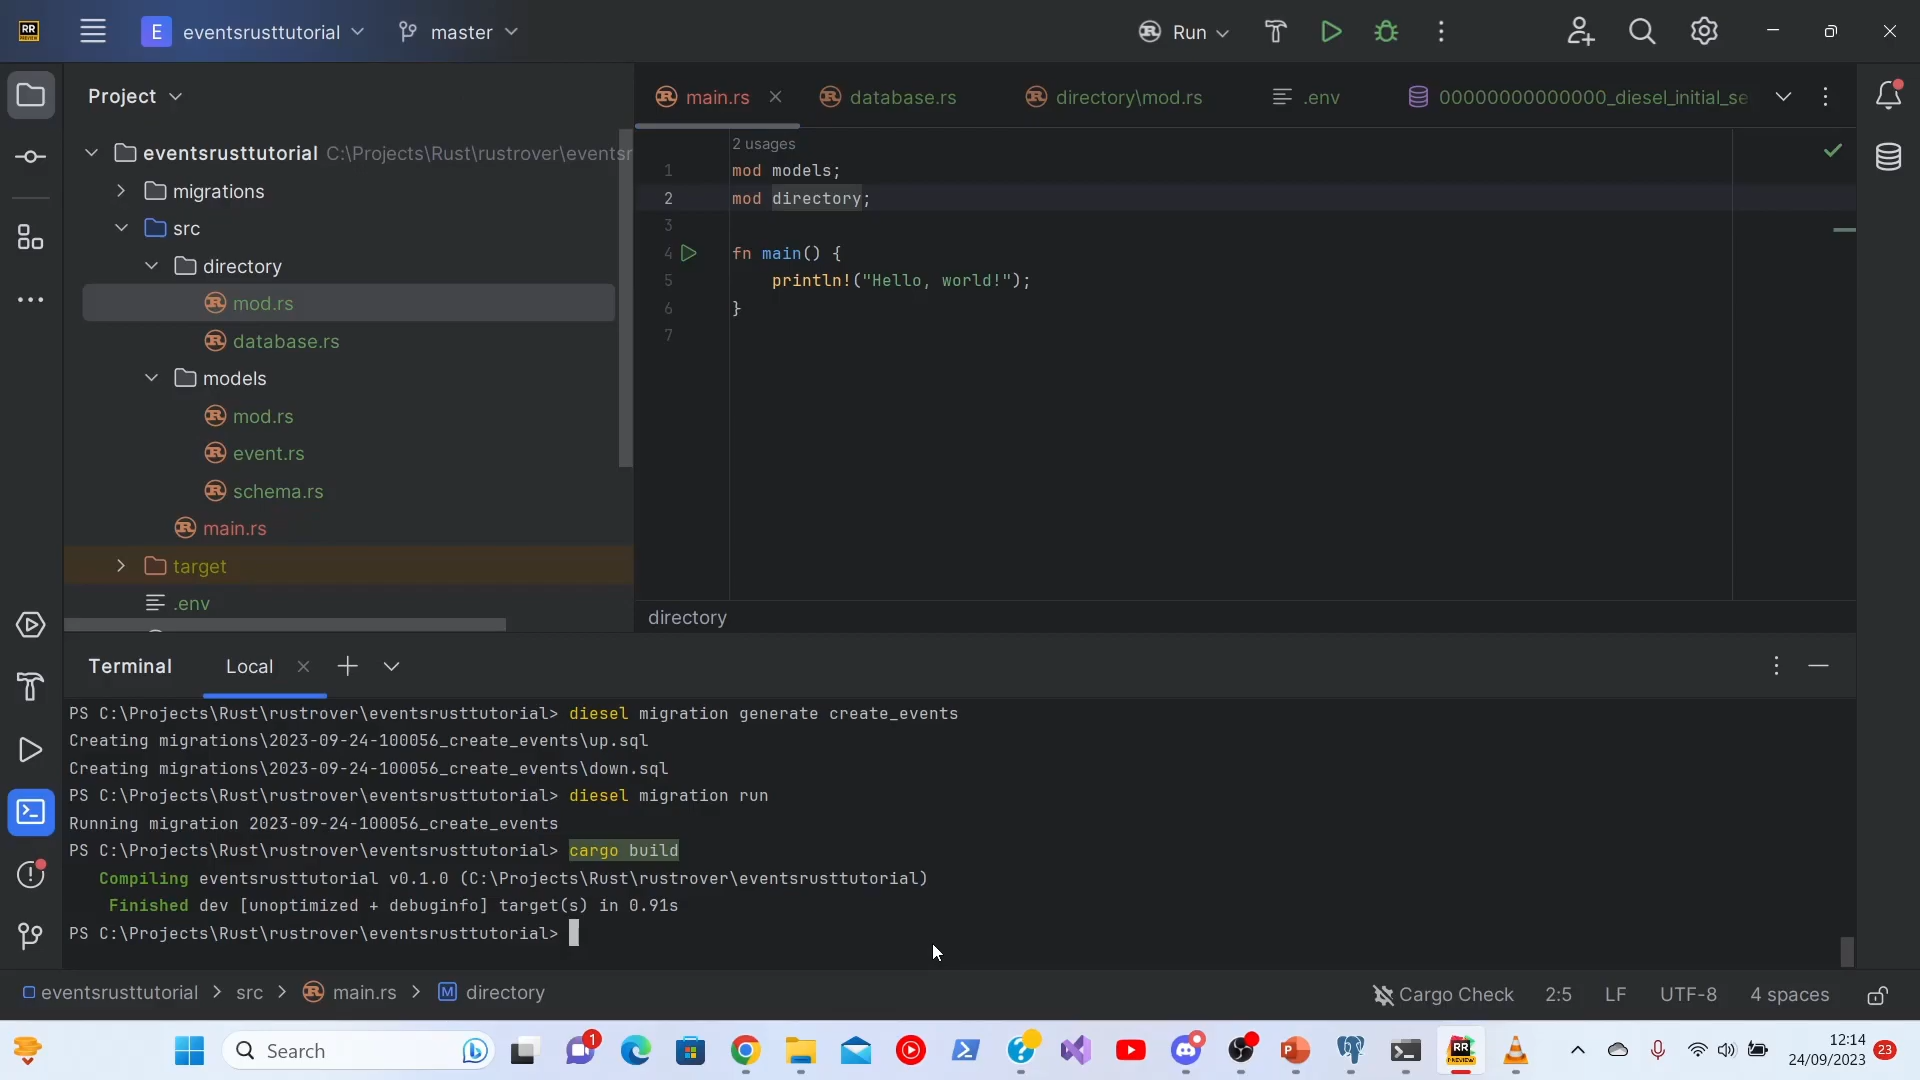 RR
E eventsrusttutorial
master
Run
Project
main.rs
database.rs
directory\mod.rs
.env
00000000000000_diesel_initial_se
eventsrusttutorial C:\Projects\Rust\rustrover\eventsr
migrations
src
directory
mod.rs
database.rs
models
mod.rs
event.rs
schema.rs
main.rs
target
.env
2 usages
1 mod models;
2 mod directory;
3
4 fn main() {
5 println!("Hello, world!");
6 }
7
directory
Terminal
Local
PS C:\Projects\Rust\rustrover\eventsrusttutorial> diesel migration generate create_events
Creating migrations\2023-09-24-100056_create_events\up.sql
Creating migrations\2023-09-24-100056_create_events\down.sql
PS C:\Projects\Rust\rustrover\eventsrusttutorial> diesel migration run
Running migration 2023-09-24-100056_create_events
PS C:\Projects\Rust\rustrover\eventsrusttutorial> cargo build
Compiling eventsrusttutorial v0.1.0 (C:\Projects\Rust\rustrover\eventsrusttutorial)
Finished dev [unoptimized + debuginfo] target(s) in 0.91s
PS C:\Projects\Rust\rustrover\eventsrusttutorial>
eventsrusttutorial > src > main.rs > M directory
Cargo Check
2:5
LF
UTF-8
4 spaces
Search
1
RR
PREVIEW
12:14
24/09/2023
23